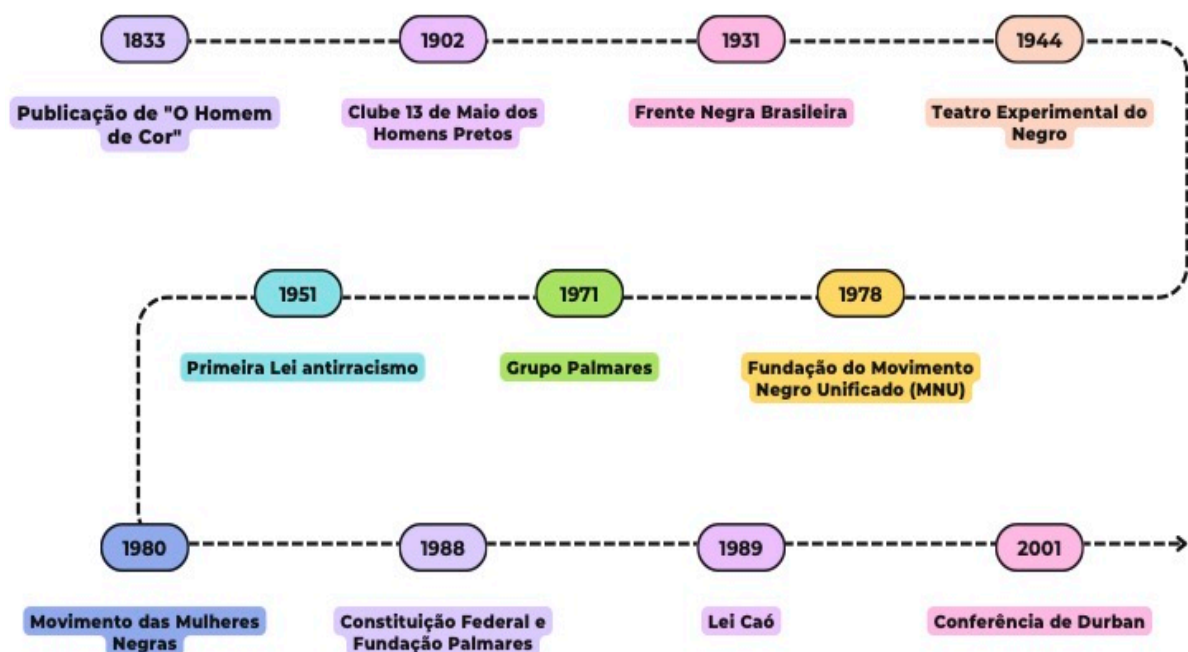 1833
1902
1931
1944
Publicação de "O Homem
de Cor"
Clube 13 de Maio dos
Homens Pretos
Frente Negra Brasileira
Teatro Experimental do
Negro
1951
1971
1978
Primeira Lei antirracismo
Grupo Palmares
Fundação do Movimento
Negro Unificado (MNU)
1980
1988
1989
2001
Movimento das Mulheres
Negras
Constituição Federal e
Fundação Palmares
Lei Caó
Conferência de Durban